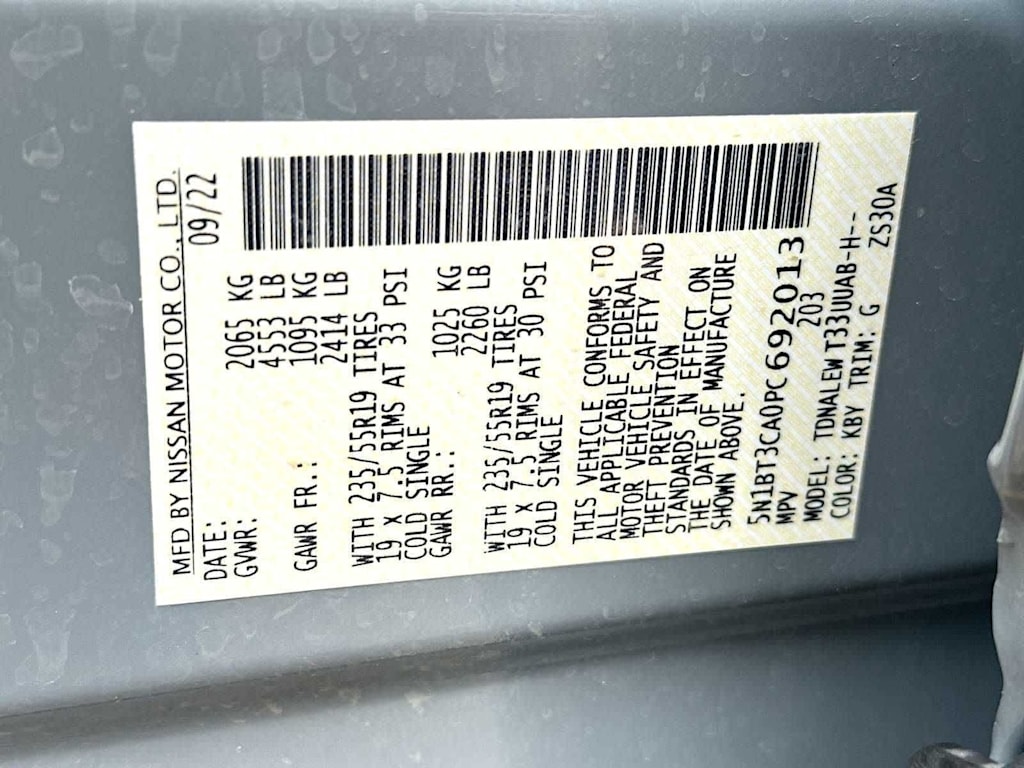 MFD BY NISSAN MOTOR CO., LTD.
DATE: 09/22
GVWR: 2065 KG
4553 LB
GAWR FR.: 1095 KG
2414 LB
WITH 235/55R19 TIRES
19 X 7.5 RIMS AT 33 PSI
COLD SINGLE
GAWR RR.: 1025 KG
2260 LB
WITH 235/55R19 TIRES
19 X 7.5 RIMS AT 30 PSI
COLD SINGLE
THIS VEHICLE CONFORMS TO
ALL APPLICABLE FEDERAL
MOTOR VEHICLE SAFETY AND
THEFT PREVENTION
STANDARDS IN EFFECT ON
THE DATE OF MANUFACTURE
SHOWN ABOVE.
5N1BT3CA0PC692013
MPV 203
MODEL: TDNALEWT33UUAB-H--
COLOR: KBY TRIM: G ZS30A